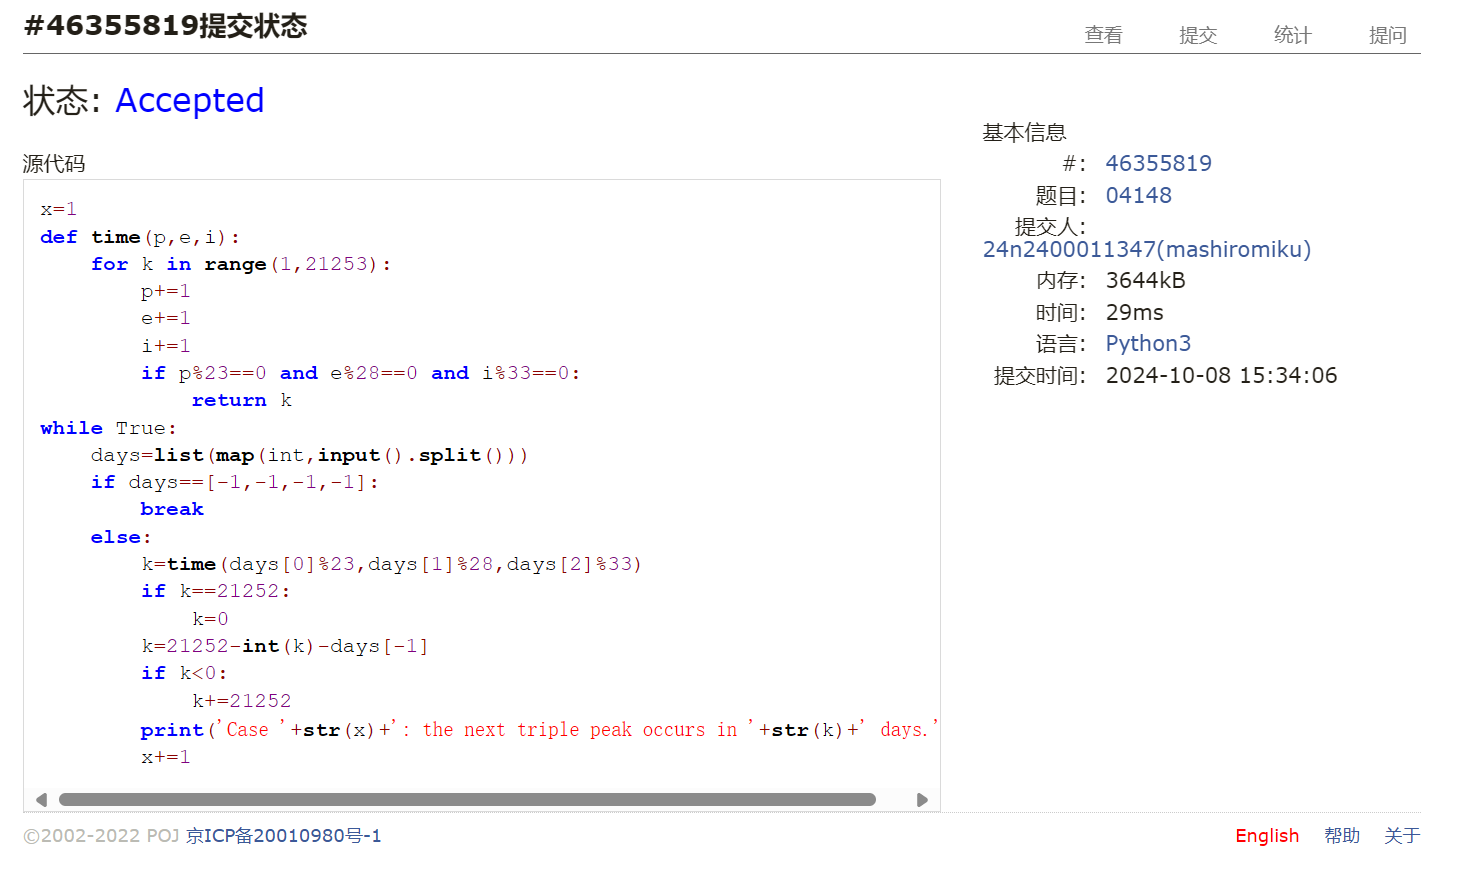 #46355819提交状态
查看 提交 统计 提问
状态: Accepted
源代码
x=1
def time(p,e,i):
    for k in range(1,21253):
        p+=1
        e+=1
        i+=1
        if p%23==0 and e%28==0 and i%33==0:
            return k
while True:
    days=list(map(int,input().split()))
    if days==[-1,-1,-1,-1]:
        break
    else:
        k=time(days[0]%23,days[1]%28,days[2]%33)
        if k==21252:
            k=0
        k=21252-int(k)-days[-1]
        if k<0:
            k+=21252
        print('Case '+str(x)+': the next triple peak occurs in '+str(k)+' days.'
        x+=1
基本信息
#: 46355819
题目: 04148
提交人:
24n2400011347(mashiromiku)
内存: 3644kB
时间: 29ms
语言: Python3
提交时间: 2024-10-08 15:34:06
©2002-2022 POJ 京ICP备20010980号-1
English 帮助 关于